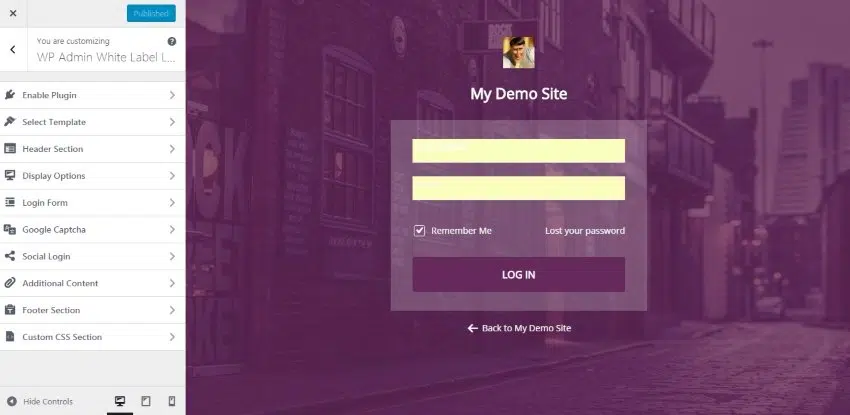 Published
You are customizing
WP Admin White Label L...
Enable Plugin
Select Template
Header Section
Display Options
Login Form
Google Captcha
Social Login
Additional Content
Footer Section
Custom CSS Section
Hide Controls
My Demo Site
Remember Me
Lost your password
LOG IN
Back to My Demo Site